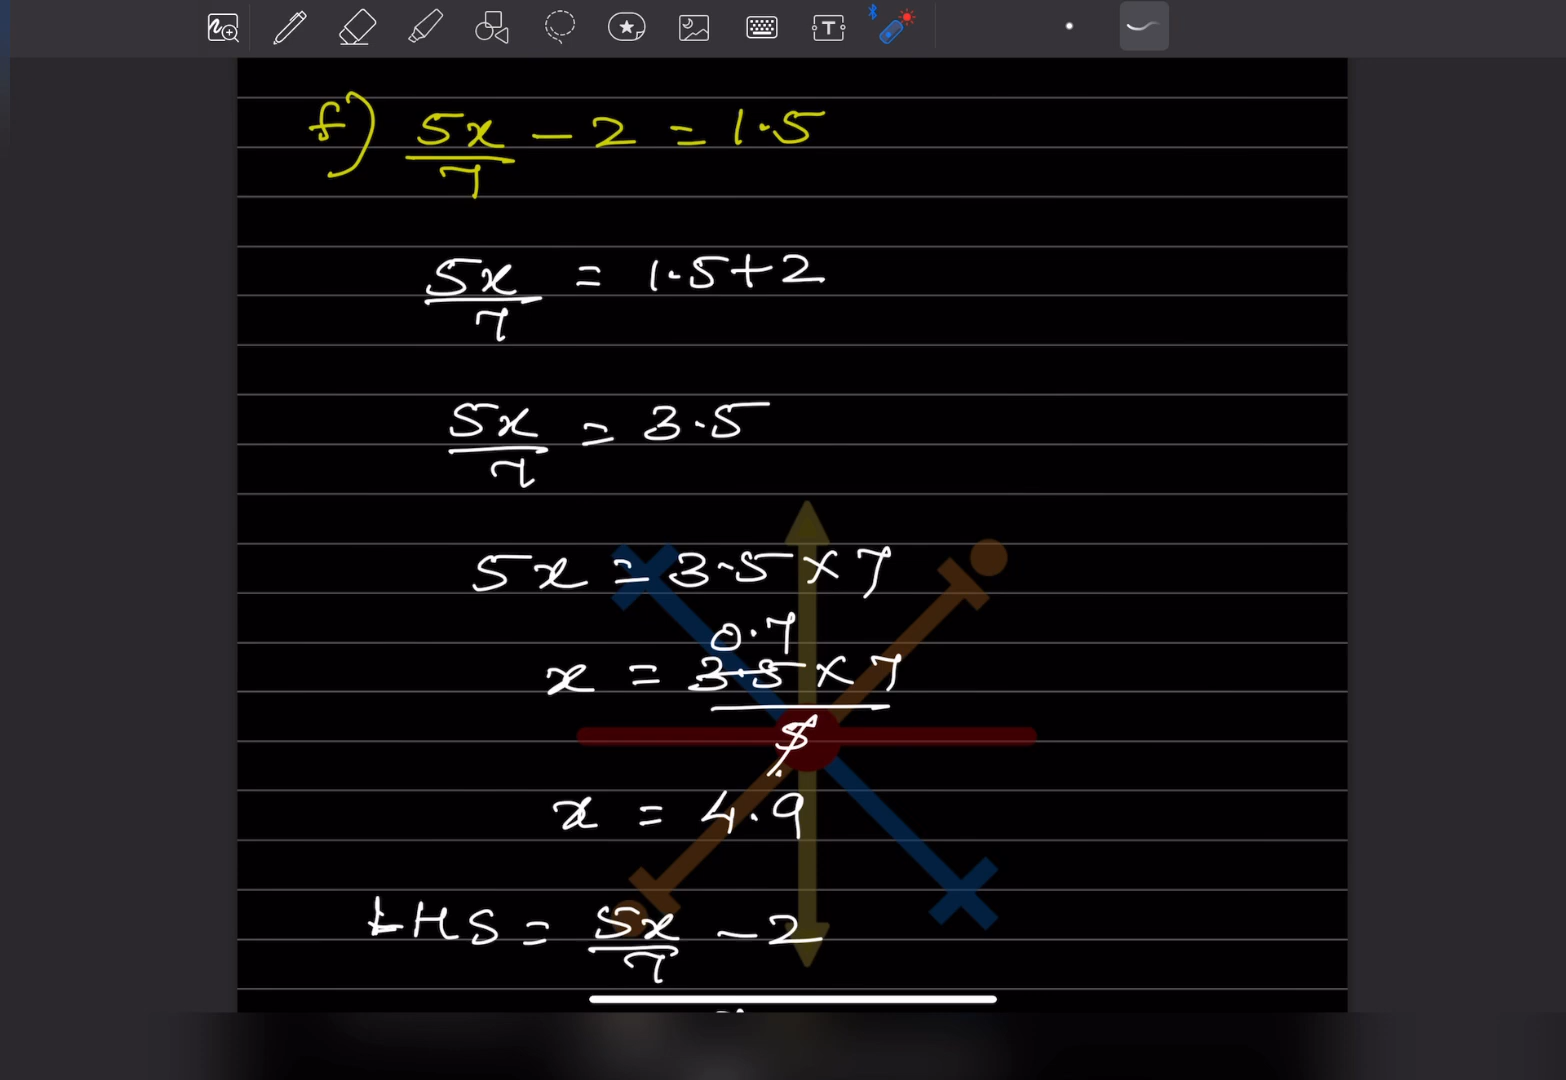 f) 5x/7 - 2 = 1.5
5x/7 = 1.5+2
5x/7 = 3.5
5x = 3.5 × 7
0.7
x = 3.5 × 7 / 5
x = 4.9
LHS = 5x/7 - 2